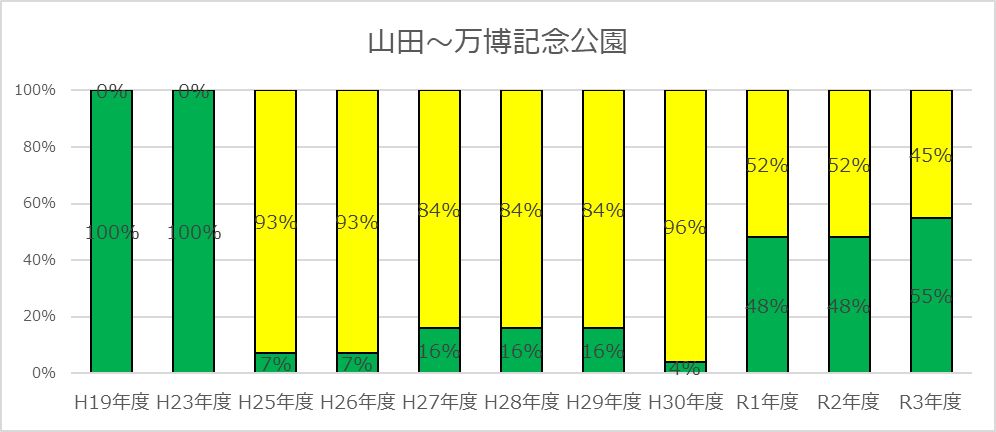 山田～万博記念公園
100%
80%
60%
40%
20%
0%
0% 0%
100% 100% 93% 93% 84% 84% 84% 96% 52% 52% 45%
7% 7% 16% 16% 16% 4% 48% 48% 55%
H19年度 H23年度 H25年度 H26年度 H27年度 H28年度 H29年度 H30年度 R1年度 R2年度 R3年度